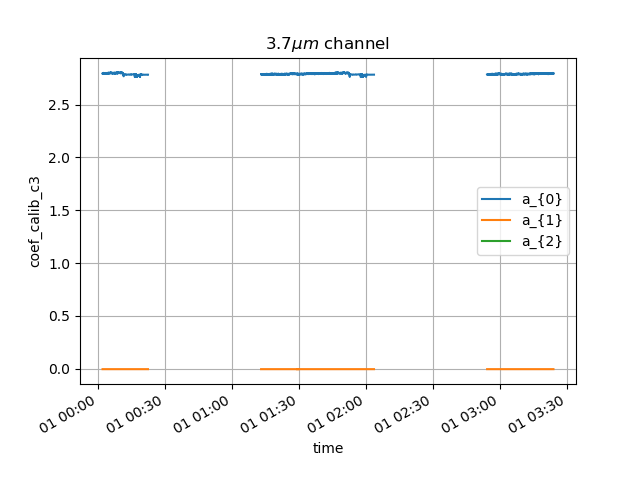 3.7μm channel
coef_calib_c3
2.5
2.0
1.5
1.0
0.5
0.0
a_{0}
a_{1}
a_{2}
01 00:00
01 00:30
01 01:00
01 01:30
01 02:00
01 02:30
01 03:00
01 03:30
time